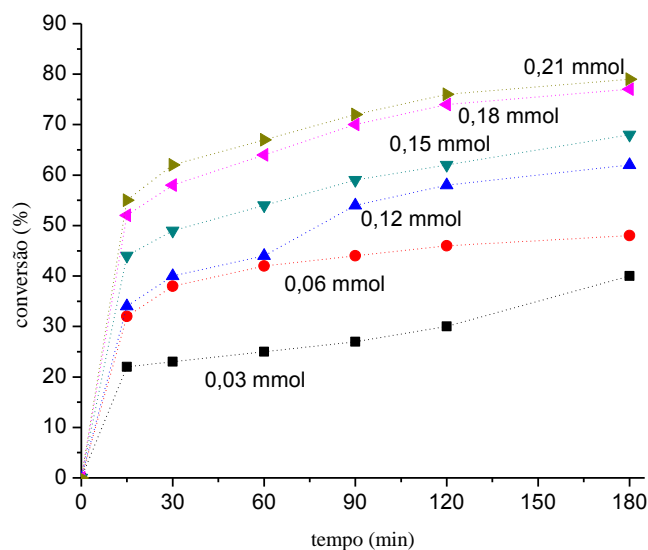 90
80
70
60
50
40
30
20
10
0
conversão (%)
0,21 mmol
0,18 mmol
0,15 mmol
0,12 mmol
0,06 mmol
0,03 mmol
0 30 60 90 120 150 180
tempo (min)